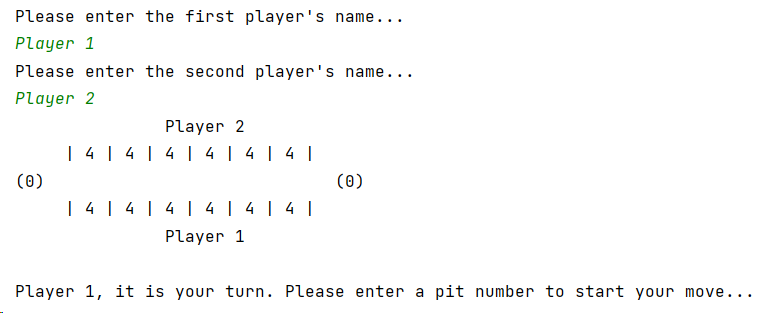 Please enter the first player's name...
Player 1
Please enter the second player's name...
Player 2
Player 2
| 4 | 4 | 4 | 4 | 4 | 4 |
(0) (0)
| 4 | 4 | 4 | 4 | 4 | 4 |
Player 1
Player 1, it is your turn. Please enter a pit number to start your move...